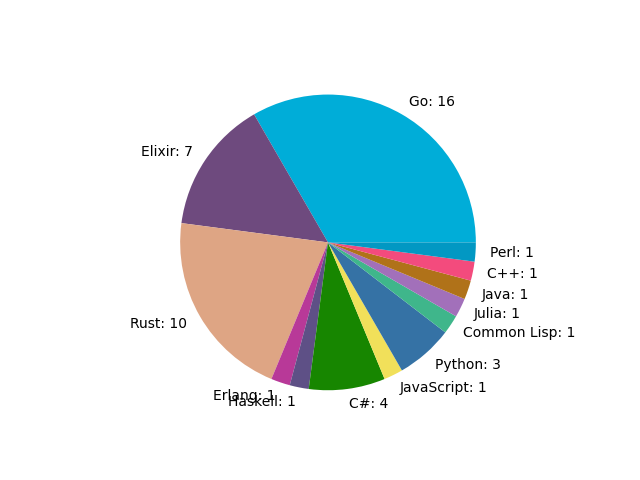 Go: 16
Elixir: 7
Rust: 10
Erlang: 1
Haskell: 1
C#: 4
JavaScript: 1
Python: 3
Common Lisp: 1
Julia: 1
Java: 1
C++: 1
Perl: 1